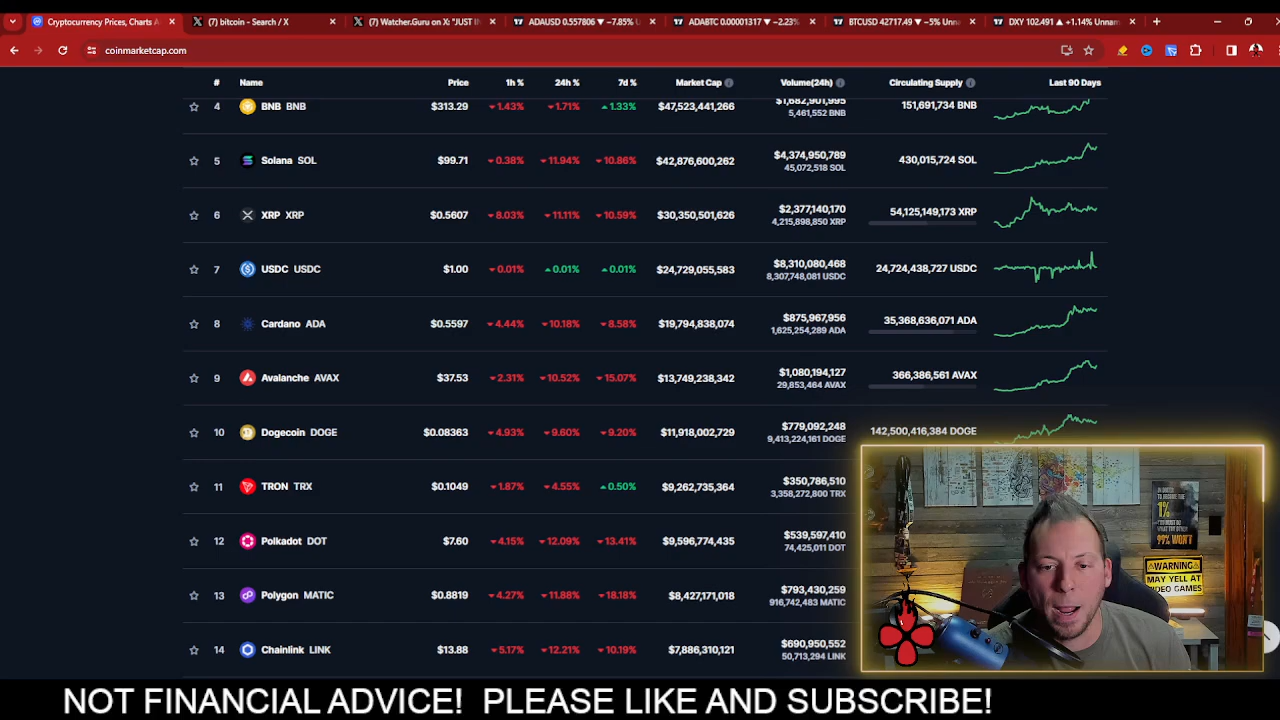 Cryptocurrency Prices, Charts A
(7) bitcoin - Search / X
(7) Watcher.Guru on X: "JUST IN
ADAUSD 0.557806 ▼ −7.85% U
ADABTC 0.00001317 ▼ −2.23%
BTCUSD 42717.49 ▼ −5% Unna
DXY 102.491 ▲ +1.14% Unnam
coinmarketcap.com
# Name Price 1h % 24h % 7d % Market Cap Volume(24h) Circulating Supply Last 90 Days
4 BNB BNB $313.29 1.43% 1.71% 1.33% $47,523,441,266 $1,682,901,995 151,691,734 BNB
5,461,552 BNB
5 Solana SOL $99.71 0.38% 11.94% 10.86% $42,876,600,262 $4,374,950,789 430,015,724 SOL
45,072,518 SOL
6 XRP XRP $0.5607 8.03% 11.11% 10.59% $30,350,501,626 $2,377,140,170 54,125,149,173 XRP
4,215,898,850 XRP
7 USDC USDC $1.00 0.01% 0.01% 0.01% $24,729,055,583 $8,310,080,468 24,724,438,727 USDC
8,307,748,081 USDC
8 Cardano ADA $0.5597 4.44% 10.18% 8.58% $19,794,838,074 $875,967,956 35,368,636,071 ADA
1,625,254,289 ADA
9 Avalanche AVAX $37.53 2.31% 10.52% 15.07% $13,749,238,342 $1,080,194,127 366,386,561 AVAX
29,853,464 AVAX
10 Dogecoin DOGE $0.08363 4.93% 9.60% 9.20% $11,918,002,729 $779,092,248 142,500,416,384 DOGE
9,413,224,161 DOGE
11 TRON TRX $0.1049 1.87% 4.55% 0.50% $9,262,735,364 $350,786,510
3,358,272,800 TRX
12 Polkadot DOT $7.60 4.15% 12.09% 13.41% $9,596,774,435 $539,597,410
74,425,011 DOT
13 Polygon MATIC $0.8819 4.27% 11.88% 18.18% $8,427,171,018 $793,430,259
916,742,483 MATIC
14 Chainlink LINK $13.88 5.17% 12.21% 10.19% $7,886,310,121 $690,950,552
50,713,294 LINK
1%
99% WON'T
WARNING
MAY YELL AT
VIDEO GAMES
NOT FINANCIAL ADVICE! PLEASE LIKE AND SUBSCRIBE!